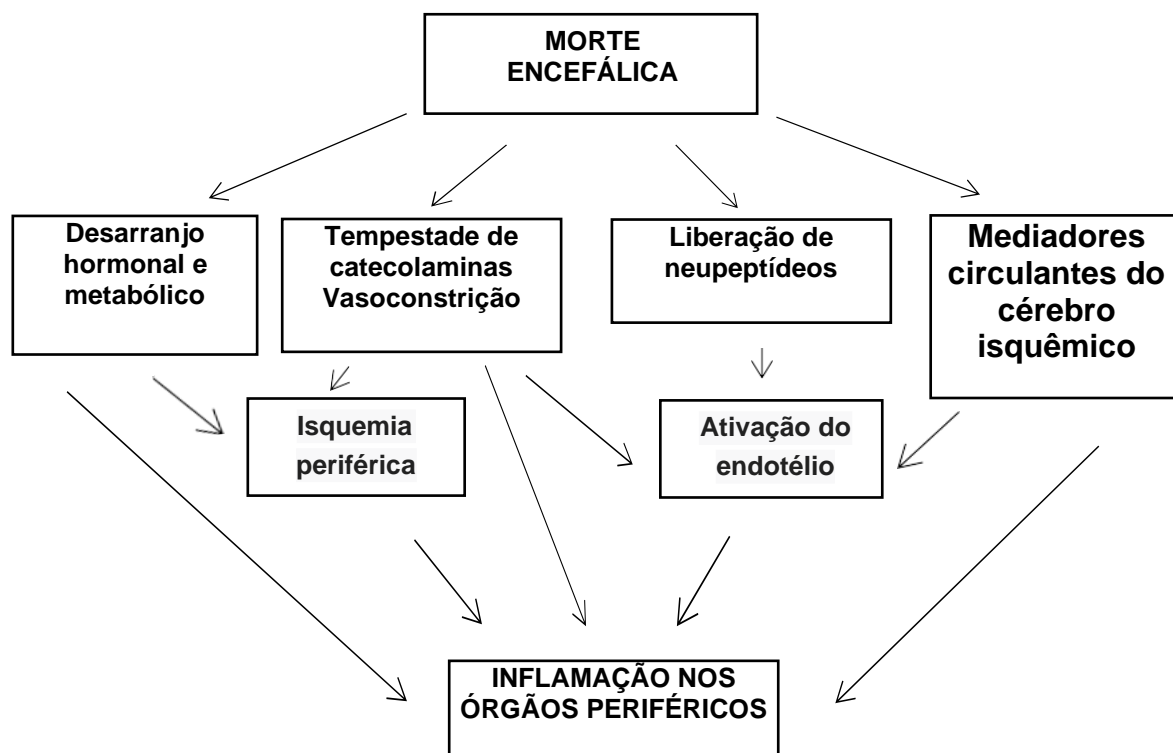 MORTE
ENCEFÁLICA
Desarranjo
hormonal e
metabólico
Tempestade de
catecolaminas
Vasoconstrição
Liberação de
neupeptídeos
Mediadores
circulantes do
cérebro
isquêmico
Isquemia
periférica
Ativação do
endotélio
INFLAMAÇÃO NOS
ÓRGÃOS PERIFÉRICOS